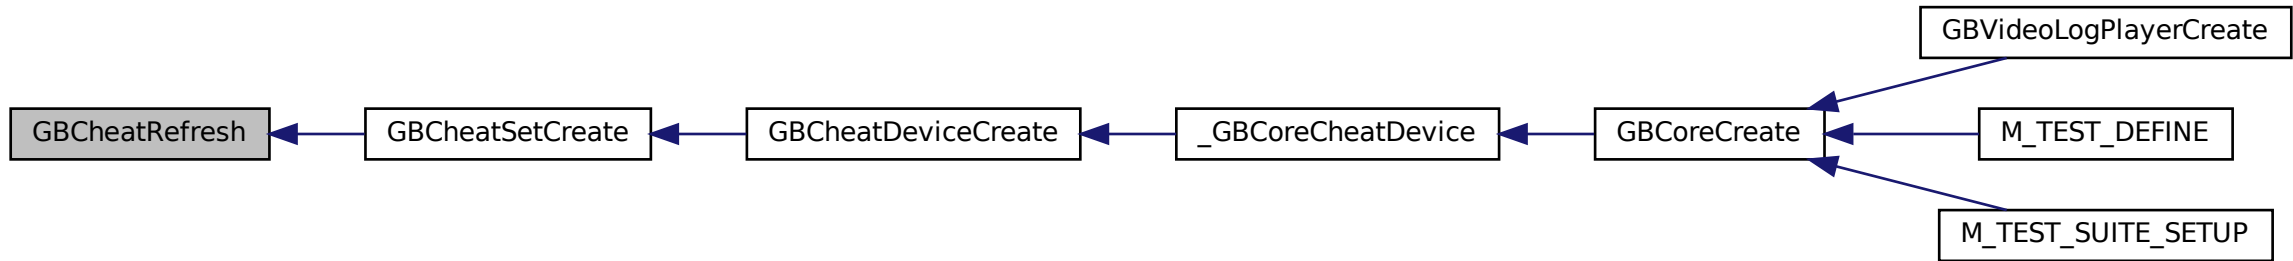 GBCheatRefresh
GBCheatSetCreate
GBCheatDeviceCreate
_GBCoreCheatDevice
GBCoreCreate
GBVideoLogPlayerCreate
M_TEST_DEFINE
M_TEST_SUITE_SETUP